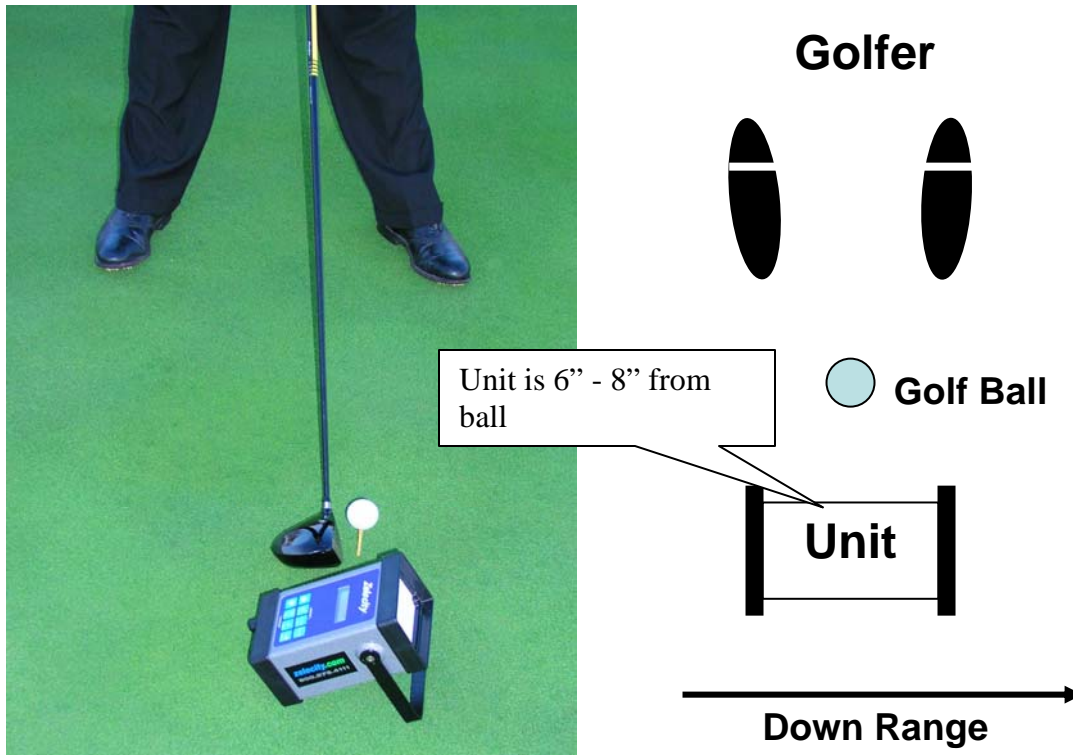 Golfer
Unit is 6” - 8” from
ball
Golf Ball
Unit
Down Range
Zelocity
zelocity.com